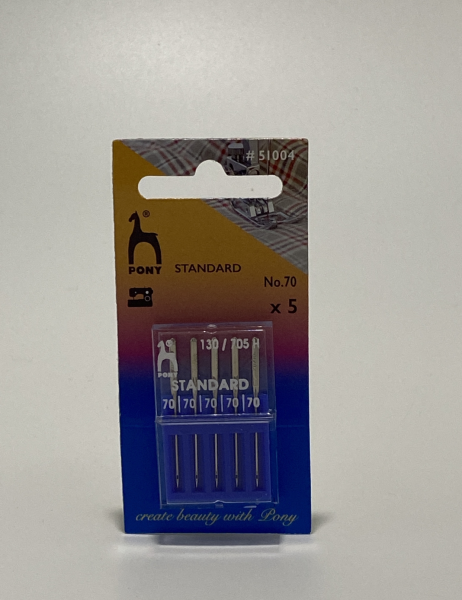 # 51004
®
PONY
STANDARD
No.70
x 5
130 / 705 H
PONY
STANDARD
70 | 70 | 70 | 70 | 70
create beauty with Pony